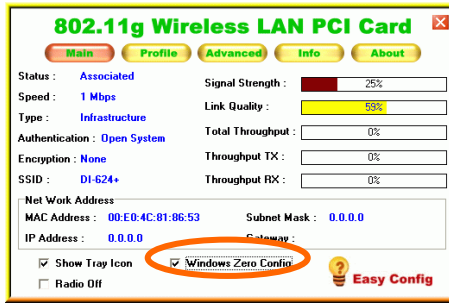 802.11g Wireless LAN PCI Card
Main Profile Advanced Info About
Status : Associated
Speed : 1 Mbps
Type : Infrastructure
Authentication : Open System
Encryption : None
SSID : DI-624+
Signal Strength : 25%
Link Quality : 59%
Total Throughput : 0%
Throughput TX : 0%
Throughput RX : 0%
Net Work Address
MAC Address : 00:E0:4C:81:86:53 Subnet Mask : 0.0.0.0
IP Address : 0.0.0.0 Gateway :
Show Tray Icon Windows Zero Config
Radio Off
Easy Config